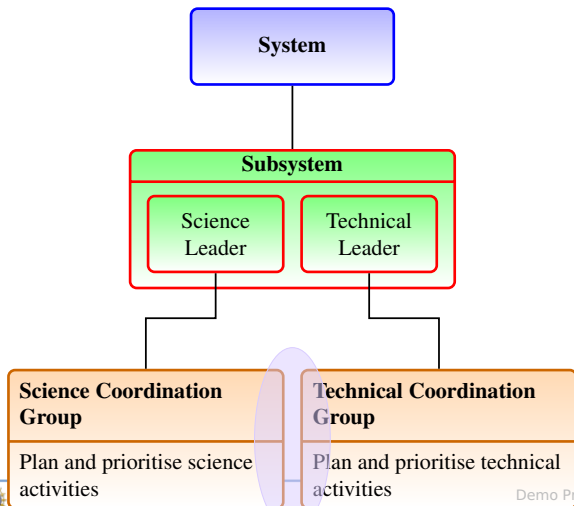 System
Subsystem
Science
Leader
Technical
Leader
Science Coordination
Group
Technical Coordination
Group
Plan and prioritise science
activities
Plan and prioritise technical
activities
Demo